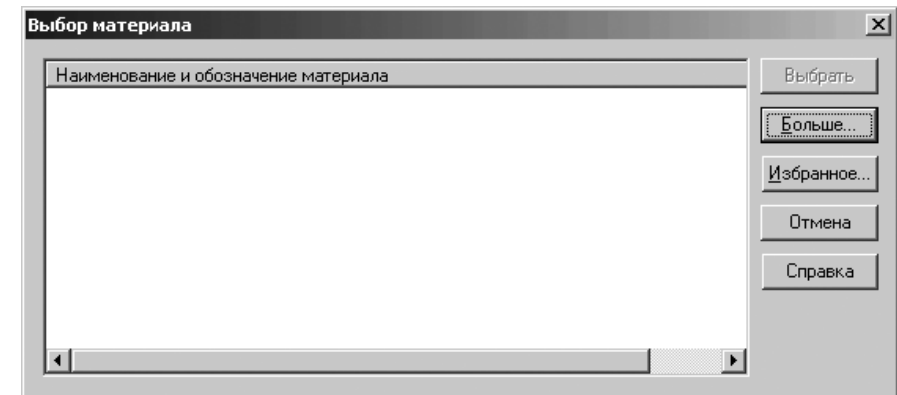 Выбор материала
Наименование и обозначение материала
Выбрать
Больше...
Избранное...
Отмена
Справка